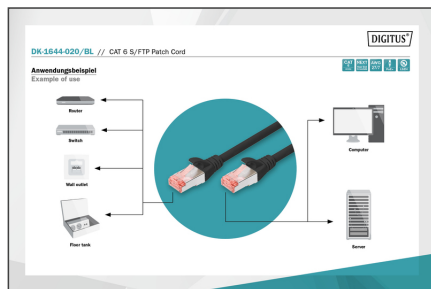 DIGITUS®
DK-1644-020/BL // CAT 6 S/FTP Patch Cord
Anwendungsbeispiel
Example of use
Router
Switch
Wall outlet
Floor tank
Computer
Server